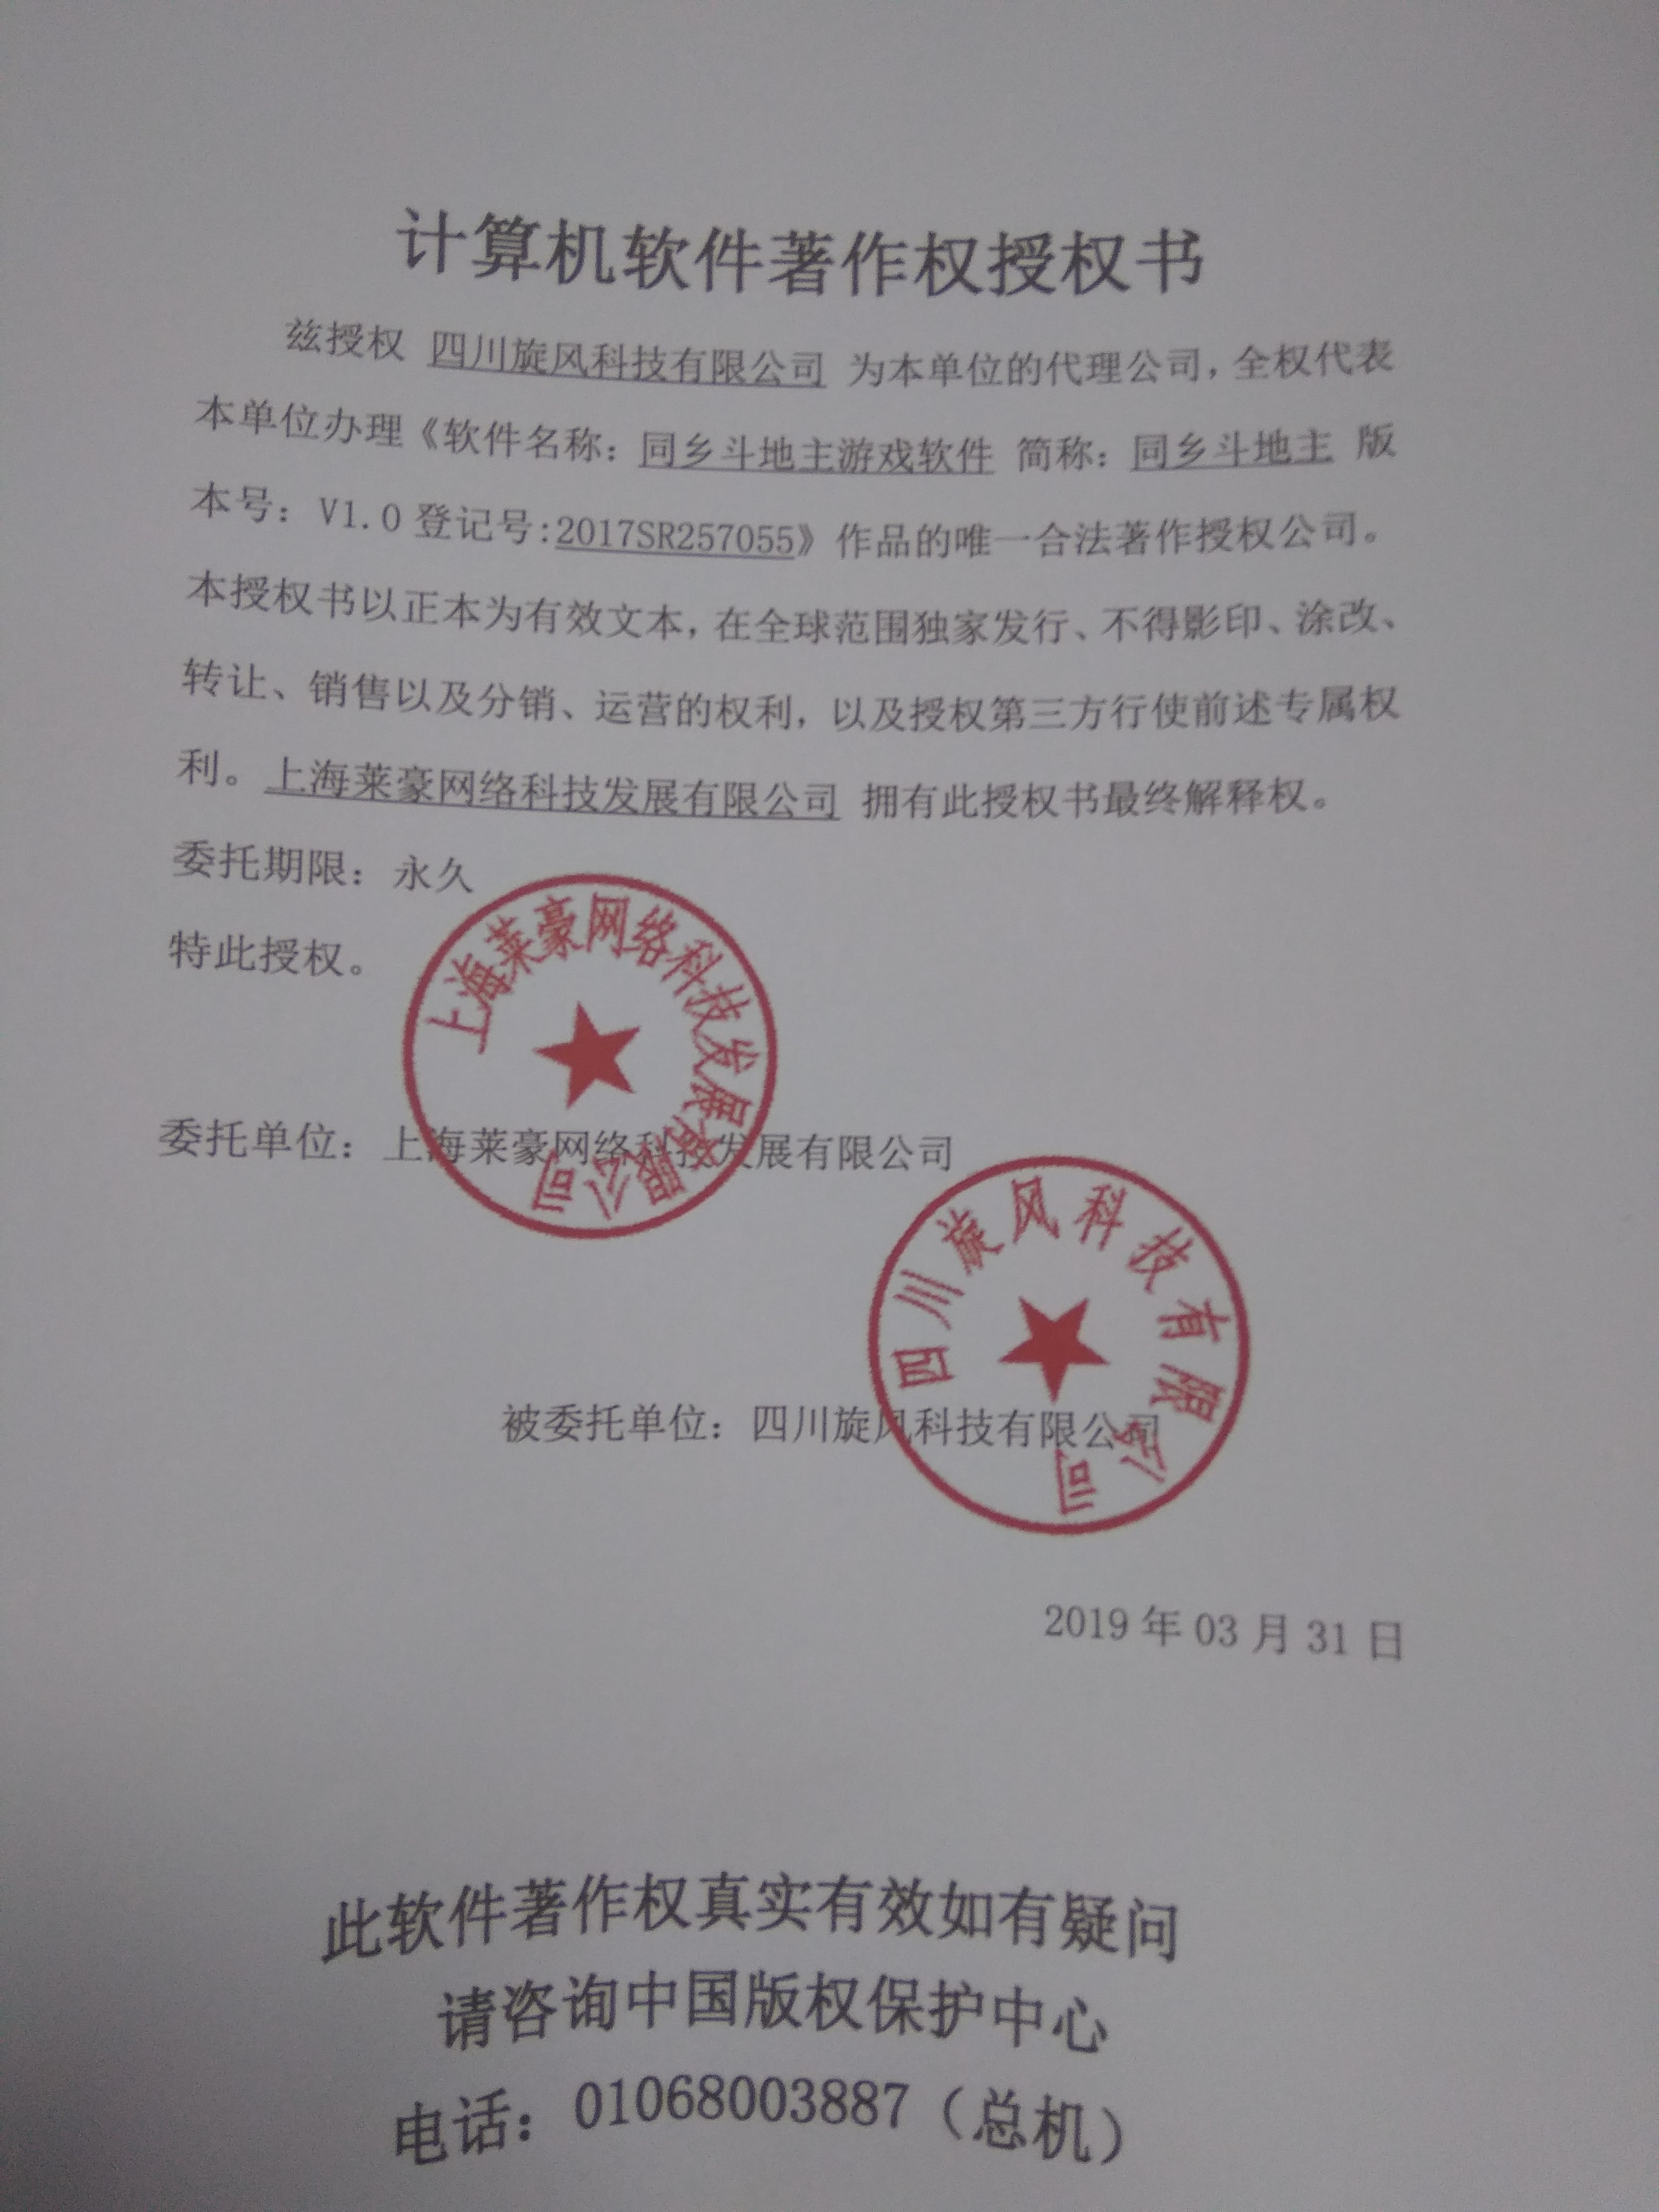 计算机软件著作权授权书
兹授权 四川旋风科技有限公司 为本单位的代理公司,全权代表
本单位办理《软件名称:同乡斗地主游戏软件 简称:同乡斗地主 版
本号:V1.0 登记号:2017SR257055》作品的唯一合法著作授权公司。
本授权书以正本为有效文本,在全球范围独家发行、不得影印、涂改、
转让、销售以及分销、运营的权利,以及授权第三方行使前述专属权
利。上海莱豪网络科技发展有限公司 拥有此授权书最终解释权。
委托期限:永久
特此授权。
上海莱豪网络科技发展有限公司
委托单位:上海莱豪网络科技发展有限公司
四川旋风科技有限公司
被委托单位:四川旋风科技有限公司
2019年03月31日
此软件著作权真实有效如有疑问
请咨询中国版权保护中心
电话:01068003887(总机)